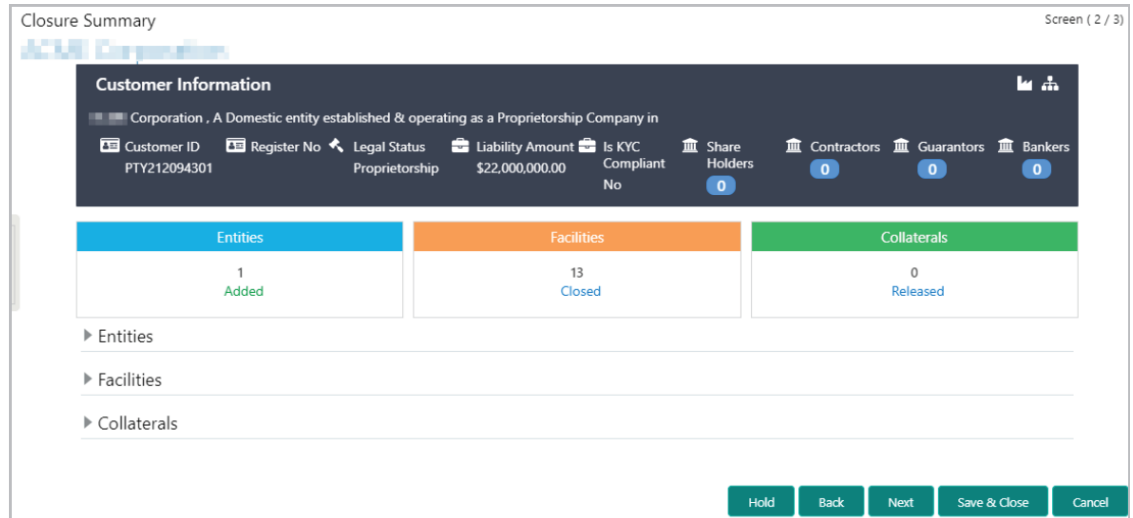 Closure Summary
Screen ( 2 / 3)
Customer Information
Corporation , A Domestic entity established & operating as a Proprietorship Company in
Customer ID
PTY212094301
Register No
Legal Status
Proprietorship
Liability Amount
$22,000,000.00
Is KYC
Compliant
No
Share
Holders
0
Contractors
0
Guarantors
0
Bankers
0
Entities
1
Added
Facilities
13
Closed
Collaterals
0
Released
Entities
Facilities
Collaterals
Hold
Back
Next
Save & Close
Cancel